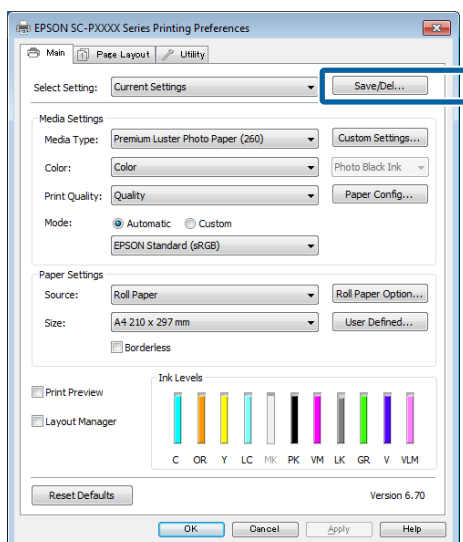 EPSON SC-PXXXX Series Printing Preferences
Main Page Layout Utility
Select Setting: Current Settings Save/Del...
Media Settings
Media Type: Premium Luster Photo Paper (260) Custom Settings...
Color: Color Photo Black Ink
Print Quality: Quality Paper Config...
Mode: Automatic Custom
EPSON Standard (sRGB)
Paper Settings
Source: Roll Paper Roll Paper Option...
Size: A4 210 x 297 mm User Defined...
Borderless
Ink Levels
Print Preview
Layout Manager
C OR Y LC MK PK VM LK GR V VLM
Reset Defaults Version 6.70
OK Cancel Apply Help